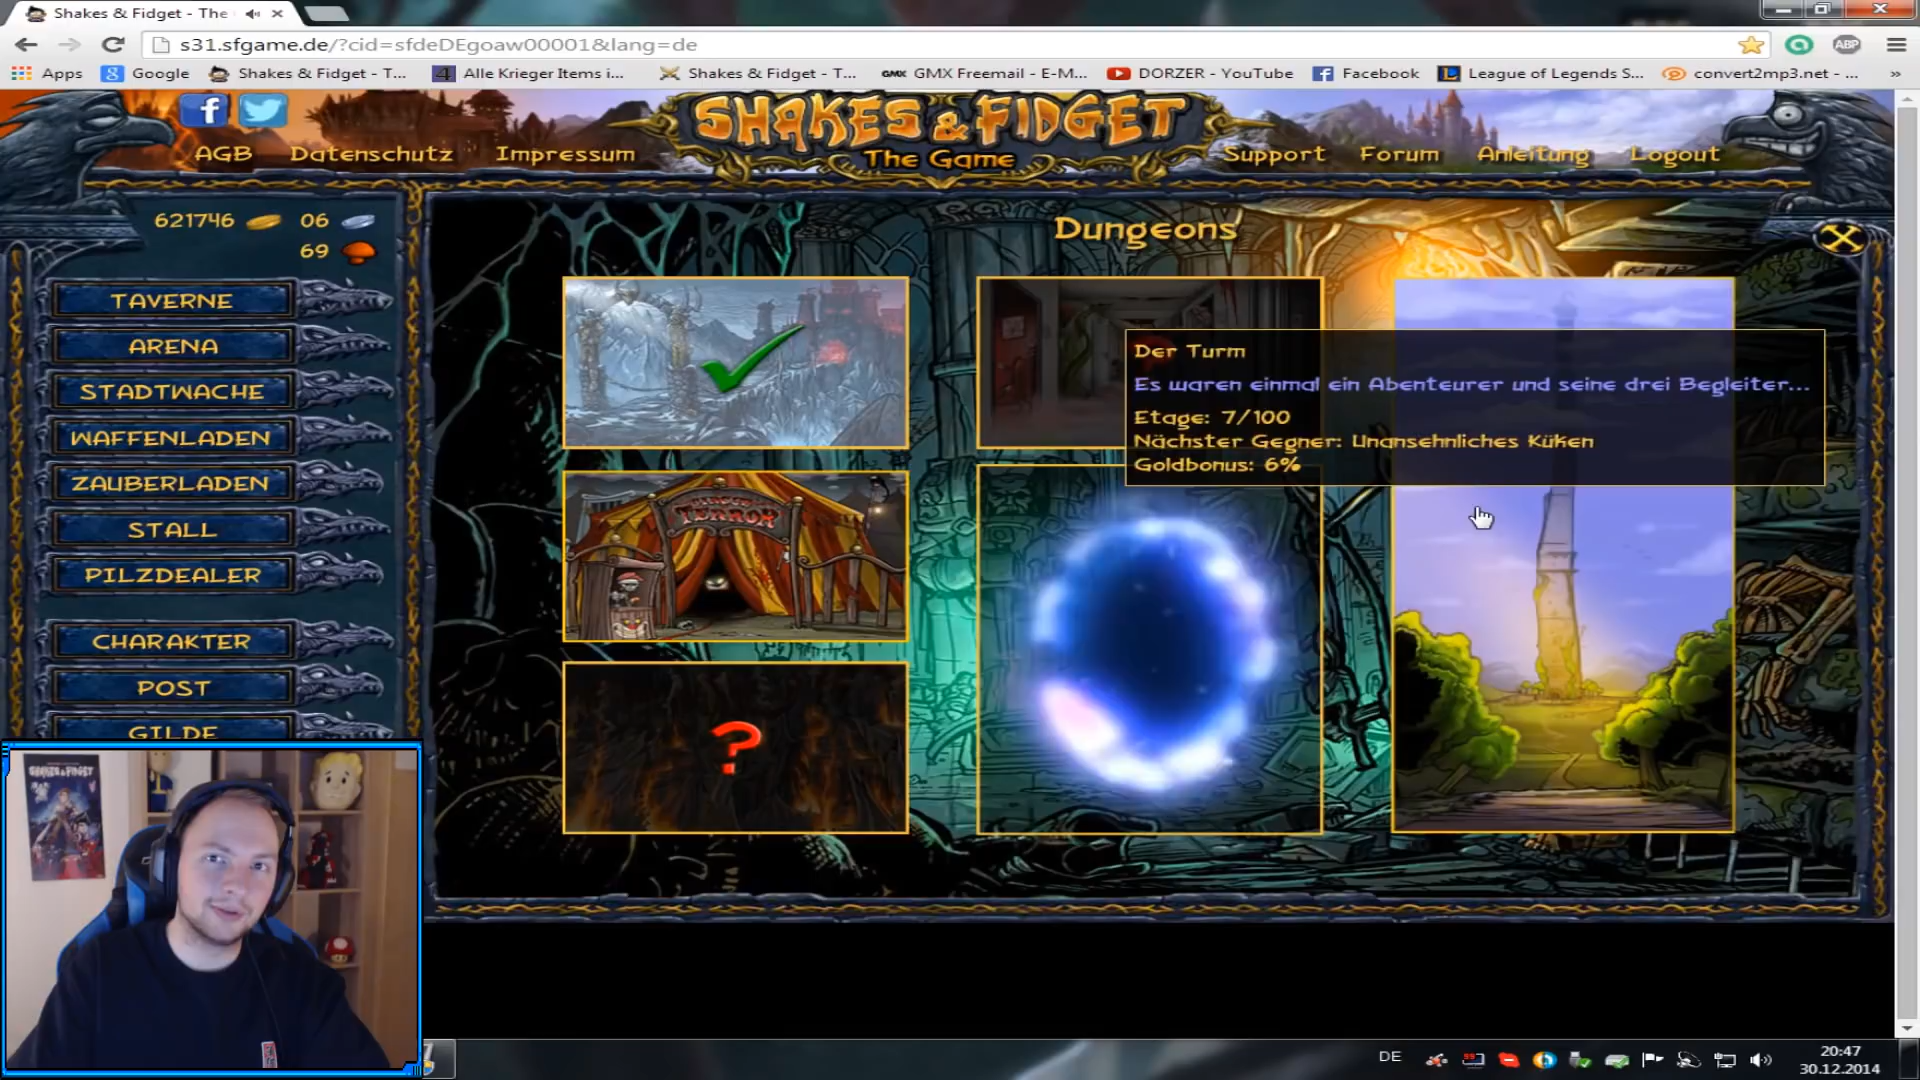 Shakes & Fidget - The
s31.sfgame.de/?cid=sfdeDEgoaw00001&lang=de
ABP
Apps Google Shakes & Fidget - T... Alle Krieger Items i... Shakes & Fidget - T... GMX GMX Freemail - E-M... DORZER - YouTube Facebook League of Legends S... convert2mp3.net - ... »
SHAKES & FIDGET
The Game
AGB Datenschutz Impressum
Support Forum Anleitung Logout
621746 06
69
Dungeons
TAVERNE
ARENA
STADTWACHE
WAFFENLADEN
ZAUBERLADEN
STALL
PILZDEALER
CHARAKTER
POST
GILDE
Der Turm
Es waren einmal ein Abenteurer und seine drei Begleiter...
Etage: 7/100
Nächster Gegner: Unansehnliches Küken
Goldbonus: 6%
TERROR
?
SHAKES & FIDGET
DE
20:47
30.12.2014